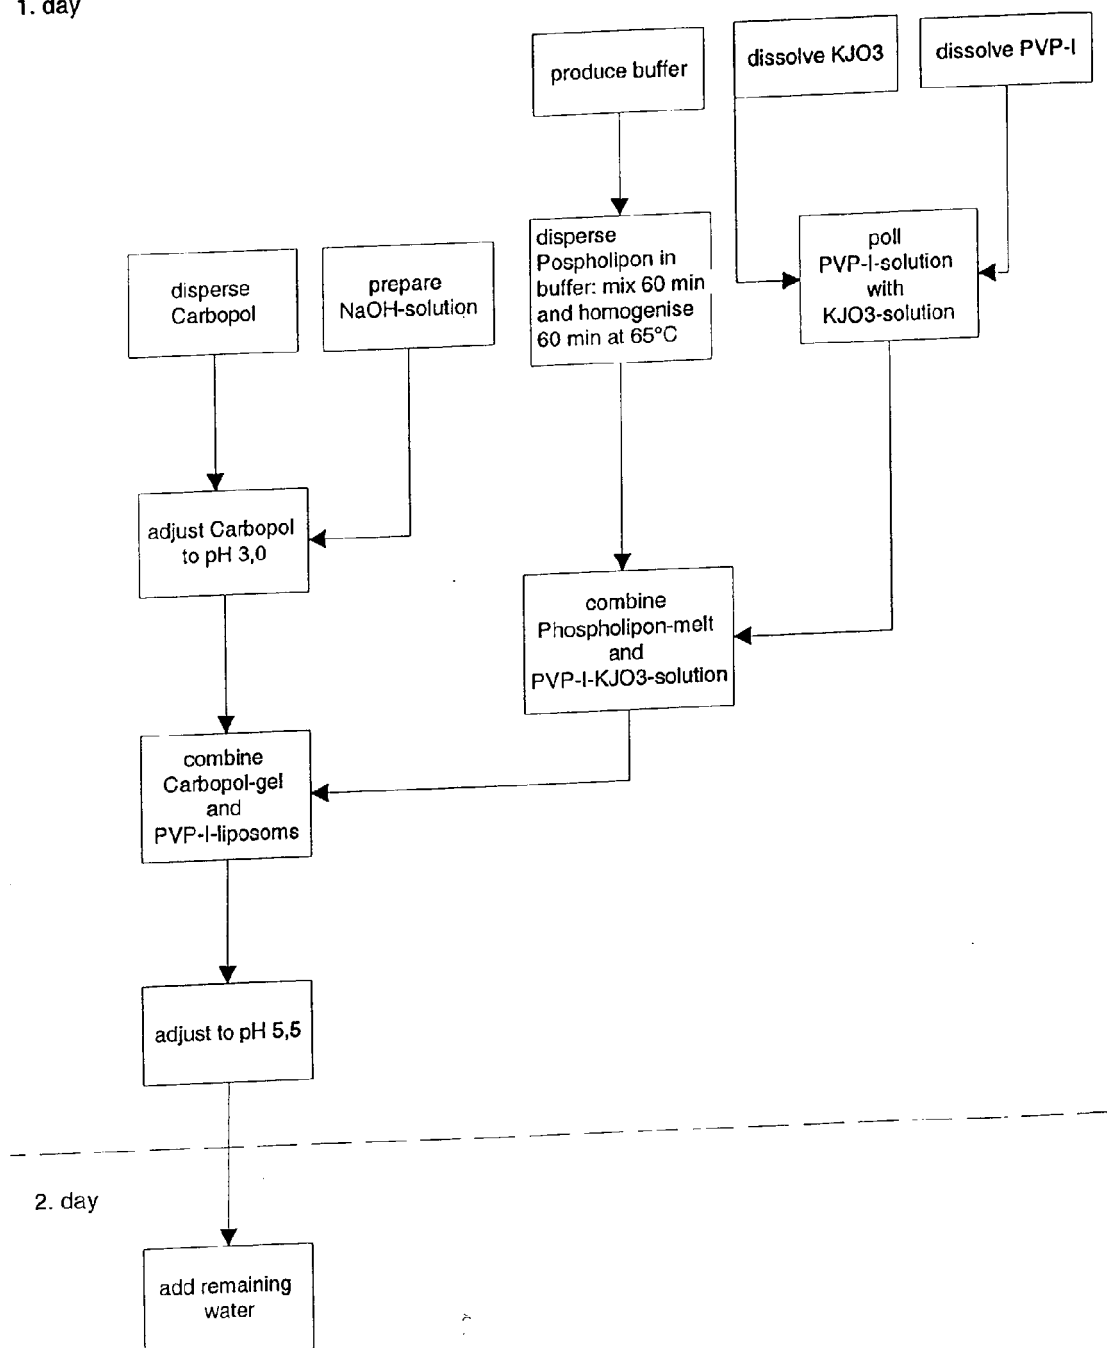 1. day
produce buffer
dissolve KJO3
dissolve PVP-I
disperse
Carbopol
prepare
NaOH-solution
disperse
Pospholipon in
buffer: mix 60 min
and homogenise
60 min at 65°C
poll
PVP-I-solution
with
KJO3-solution
adjust Carbopol
to pH 3,0
combine
Phospholipon-melt
and
PVP-I-KJO3-solution
combine
Carbopol-gel
and
PVP-I-liposoms
adjust to pH 5,5
2. day
add remaining
water